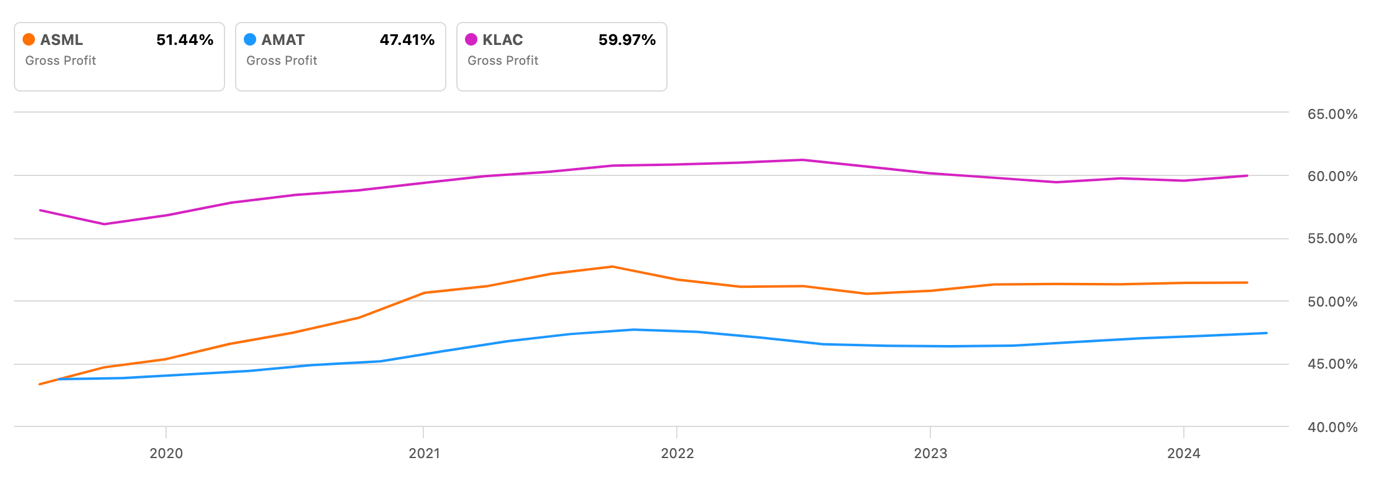 ASML 51.44% AMAT 47.41% KLAC 59.97%
Gross Profit Gross Profit Gross Profit
65.00%
60.00%
55.00%
50.00%
45.00%
40.00%
2020 2021 2022 2023 2024